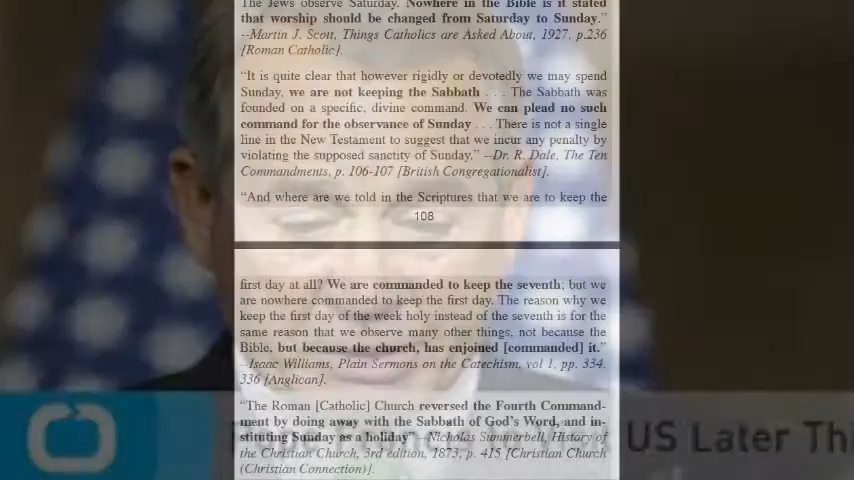 The Jews observe Saturday. Nowhere in the Bible is it stated
that worship should be changed from Saturday to Sunday.”
--Martin J. Scott, Things Catholics are Asked About, 1927, p.236
[Roman Catholic].
“It is quite clear that however rigidly or devotedly we may spend
Sunday, we are not keeping the Sabbath . . . The Sabbath was
founded on a specific, divine command. We can plead no such
command for the observance of Sunday . . . There is not a single
line in the New Testament to suggest that we incur any penalty by
violating the supposed sanctity of Sunday.” --Dr. R. Dale, The Ten
Commandments, p. 106-107 [British Congregationalist].
“And where are we told in the Scriptures that we are to keep the
108
first day at all? We are commanded to keep the seventh; but we
are nowhere commanded to keep the first day. The reason why we
keep the first day of the week holy instead of the seventh is for the
same reason that we observe many other things, not because the
Bible, but because the church, has enjoined [commanded] it.”
--Isaac Williams, Plain Sermons on the Catechism, vol 1, pp. 334,
336 [Anglican].
“The Roman [Catholic] Church reversed the Fourth Command-
ment by doing away with the Sabbath of God's Word, and in-
stituting Sunday as a holiday” --Nicholas Summerbell, History of
the Christian Church, 3rd edition, 1873, p. 415 [Christian Church
(Christian Connection)].
US Later Thi